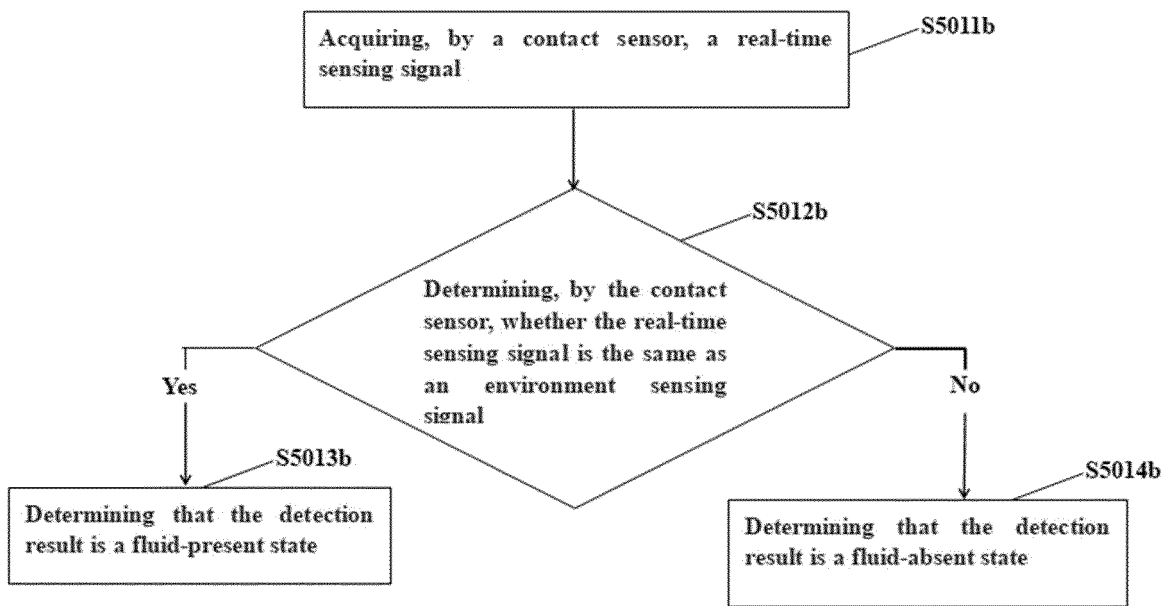 S5011b
Acquiring, by a contact sensor, a real-time
sensing signal
S5012b
Determining, by the contact
sensor, whether the real-time
sensing signal is the same as
an environment sensing
signal
Yes
No
S5013b
Determining that the detection
result is a fluid-present state
S5014b
Determining that the detection
result is a fluid-absent state